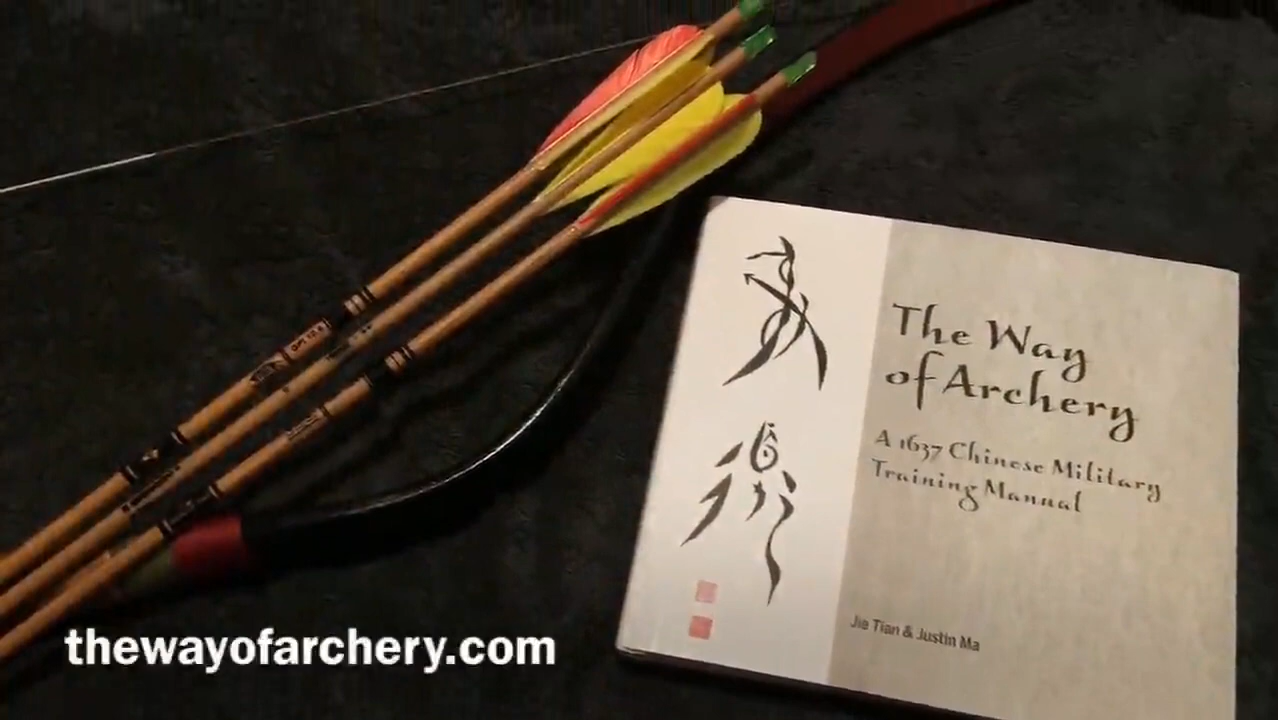 The Way
of Archery
A 1637 Chinese Military
Training Manual
Jie Tian & Justin Ma
thewayofarchery.com